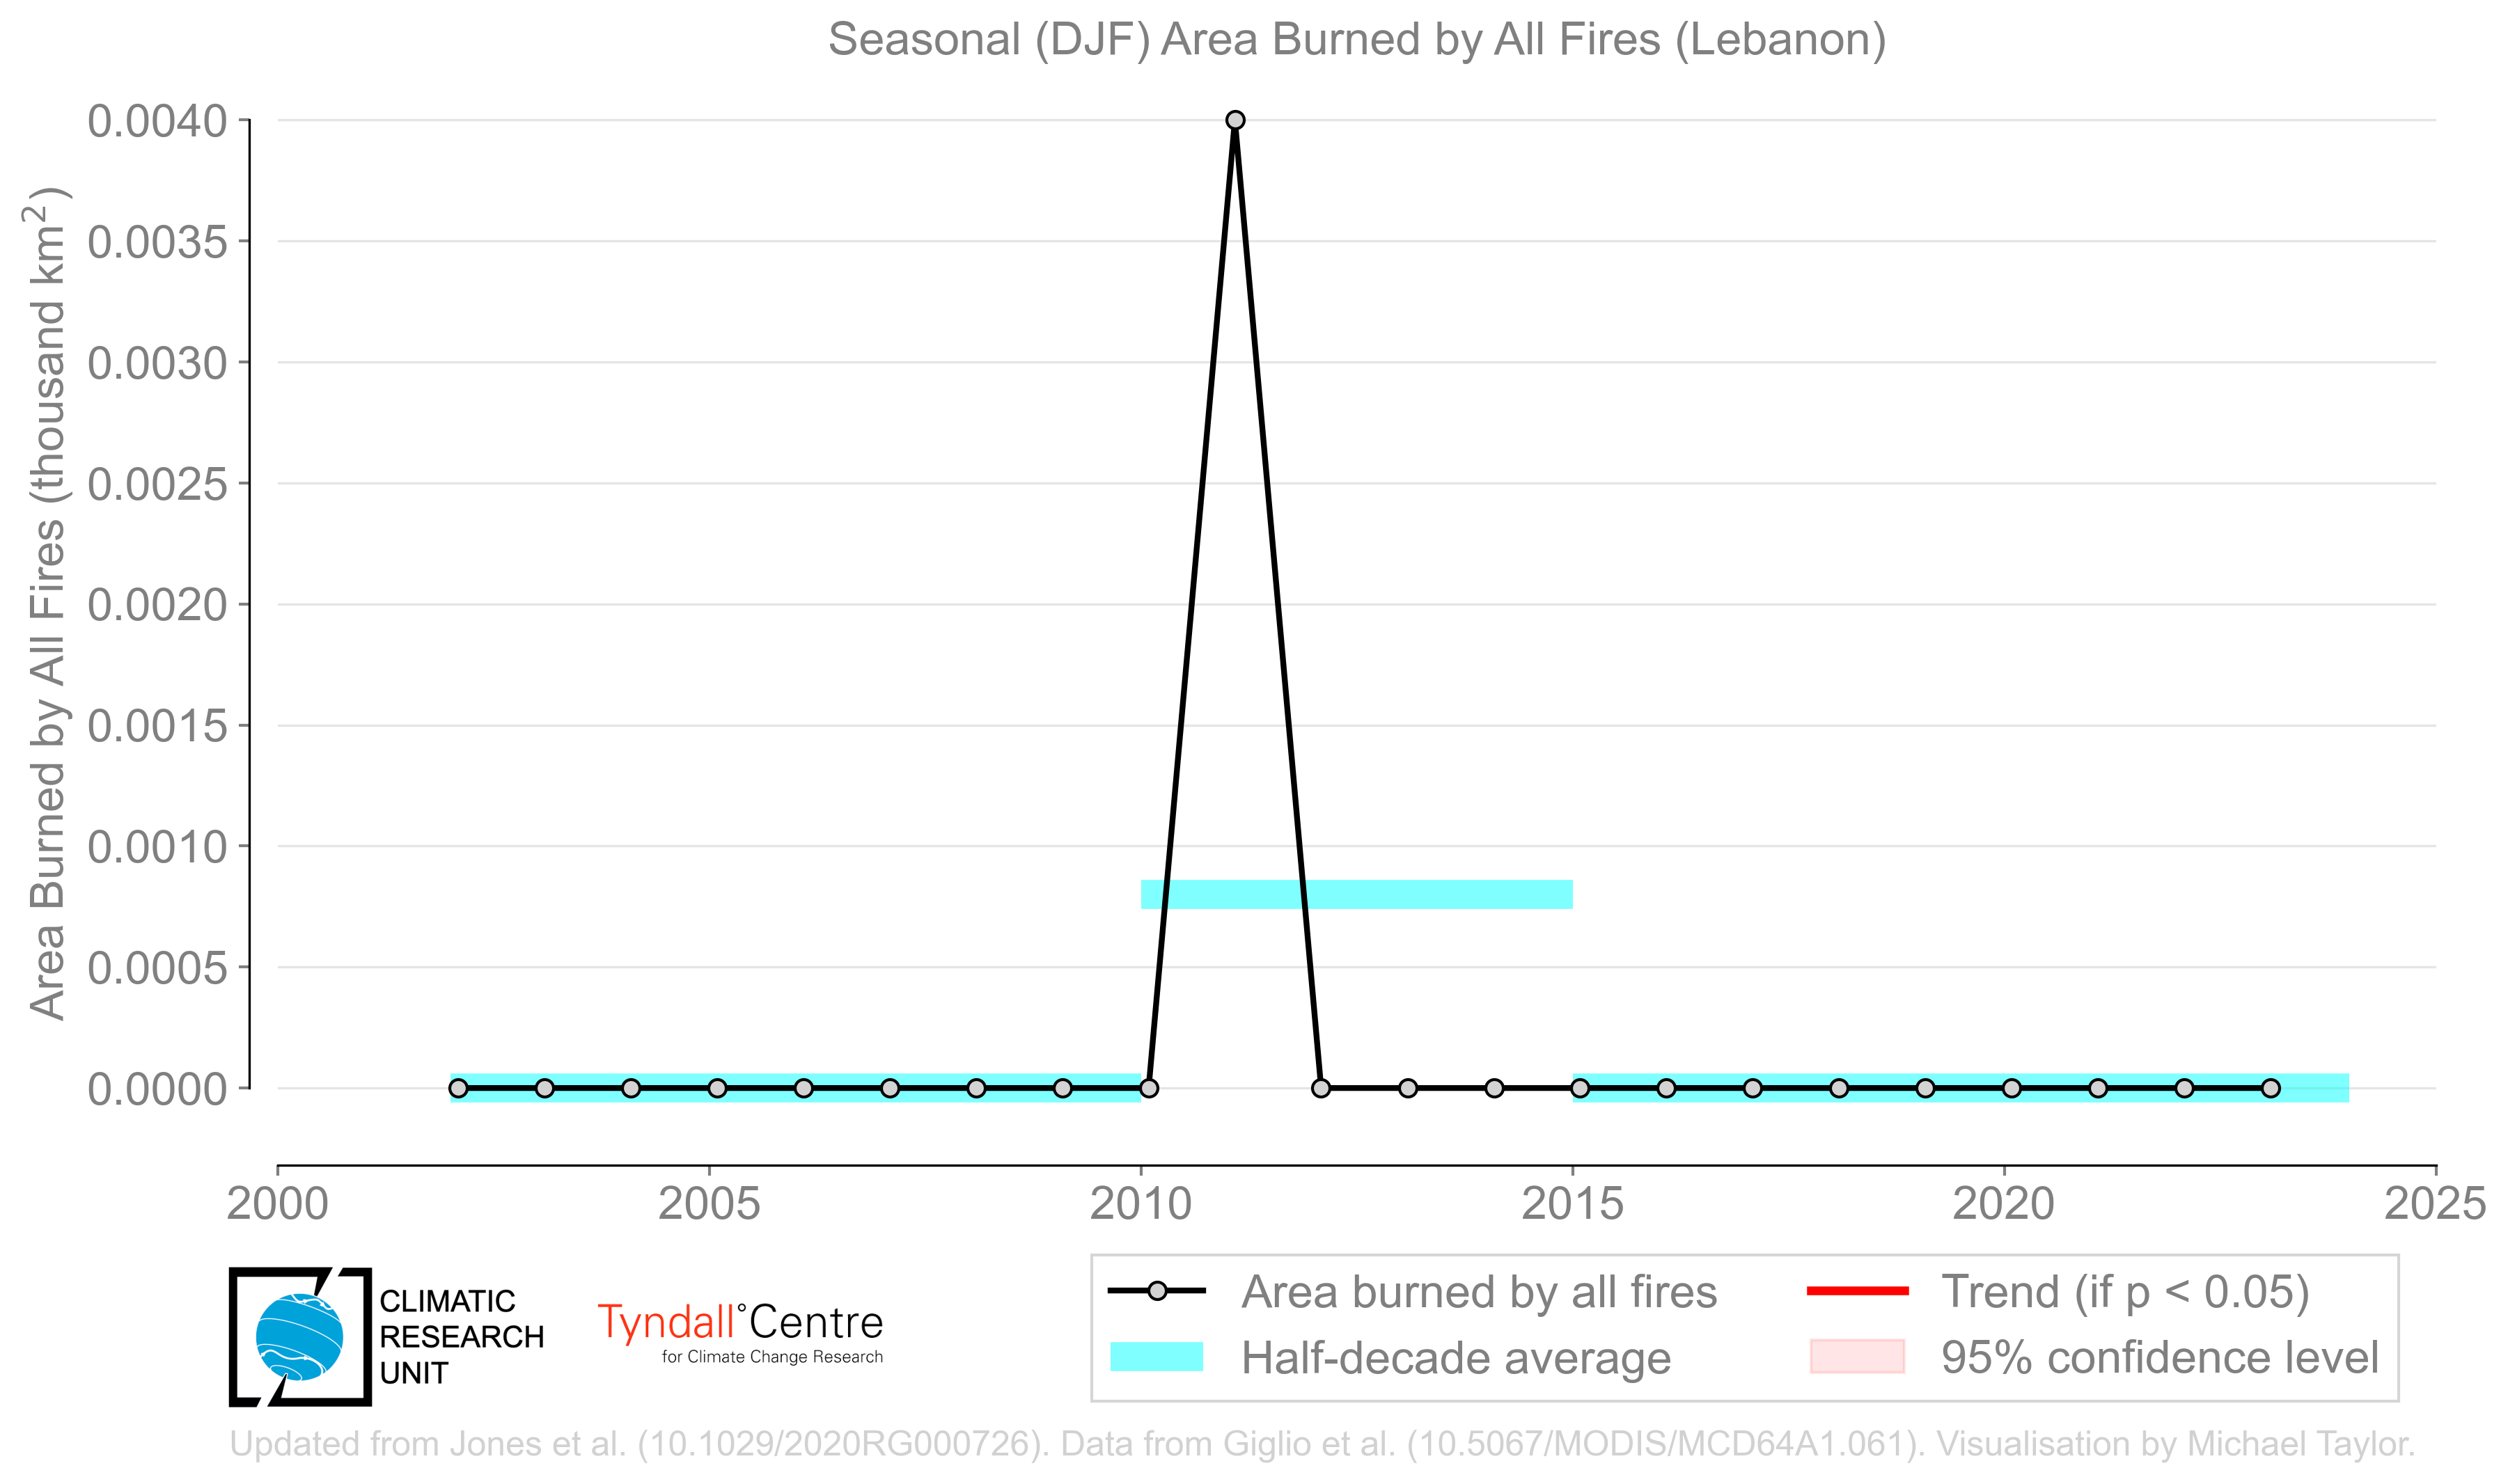 Seasonal (DJF) Area Burned by All Fires (Lebanon)
Area Burned by All Fires (thousand km²)
0.0040
0.0035
0.0030
0.0025
0.0020
0.0015
0.0010
0.0005
0.0000
2000 2005 2010 2015 2020 2025
CLIMATIC
RESEARCH
UNIT
Tyndall°Centre
for Climate Change Research
Area burned by all fires
Half-decade average
Trend (if p < 0.05)
95% confidence level
Updated from Jones et al. (10.1029/2020RG000726). Data from Giglio et al. (10.5067/MODIS/MCD64A1.061). Visualisation by Michael Taylor.